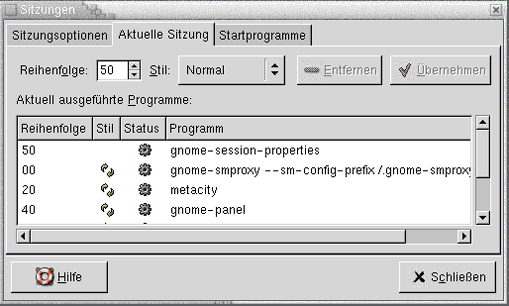 Sitzungen
Sitzungsoptionen Aktuelle Sitzung Startprogramme
Reihenfolge: 50 Stil: Normal Entfernen Übernehmen
Aktuell ausgeführte Programme:
Reihenfolge Stil Status Programm
50 gnome-session-properties
00 gnome-smproxy --sm-config-prefix /.gnome-smproxy
20 metacity
40 gnome-panel
Hilfe Schließen